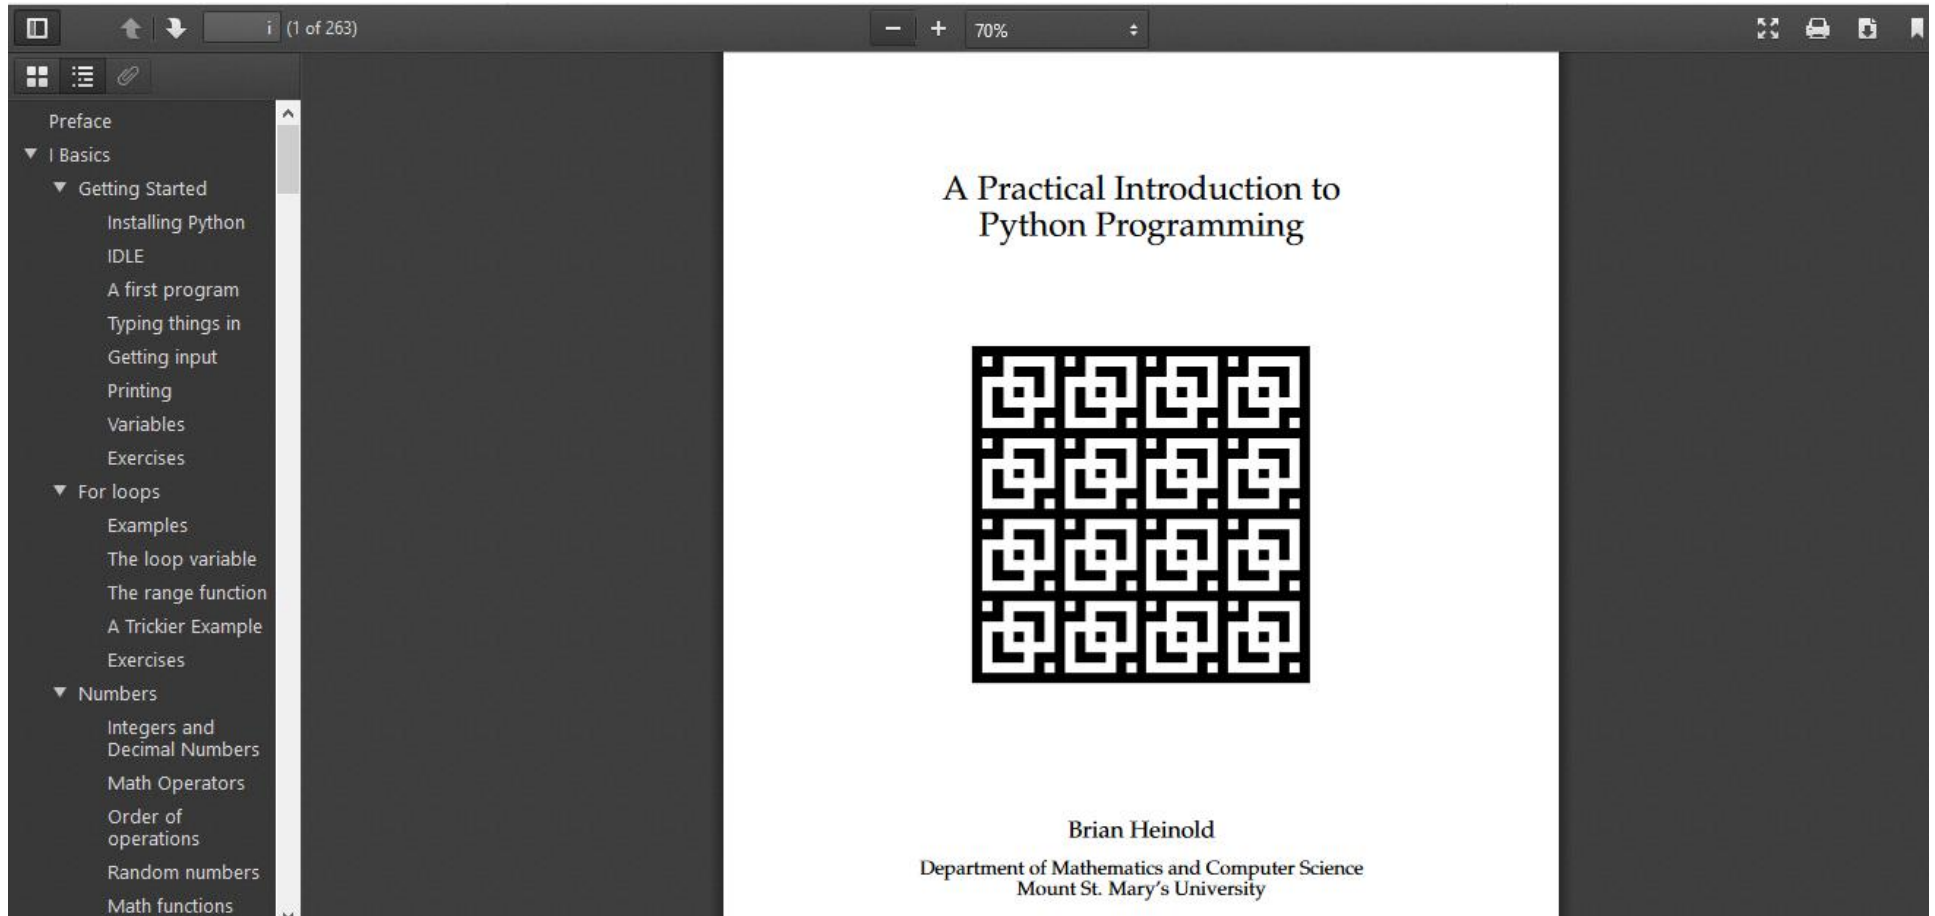 i (1 of 263)
70%
Preface
I Basics
Getting Started
Installing Python
IDLE
A first program
Typing things in
Getting input
Printing
Variables
Exercises
For loops
Examples
The loop variable
The range function
A Trickier Example
Exercises
Numbers
Integers and
Decimal Numbers
Math Operators
Order of
operations
Random numbers
Math functions
A Practical Introduction to
Python Programming
Brian Heinold
Department of Mathematics and Computer Science
Mount St. Mary's University